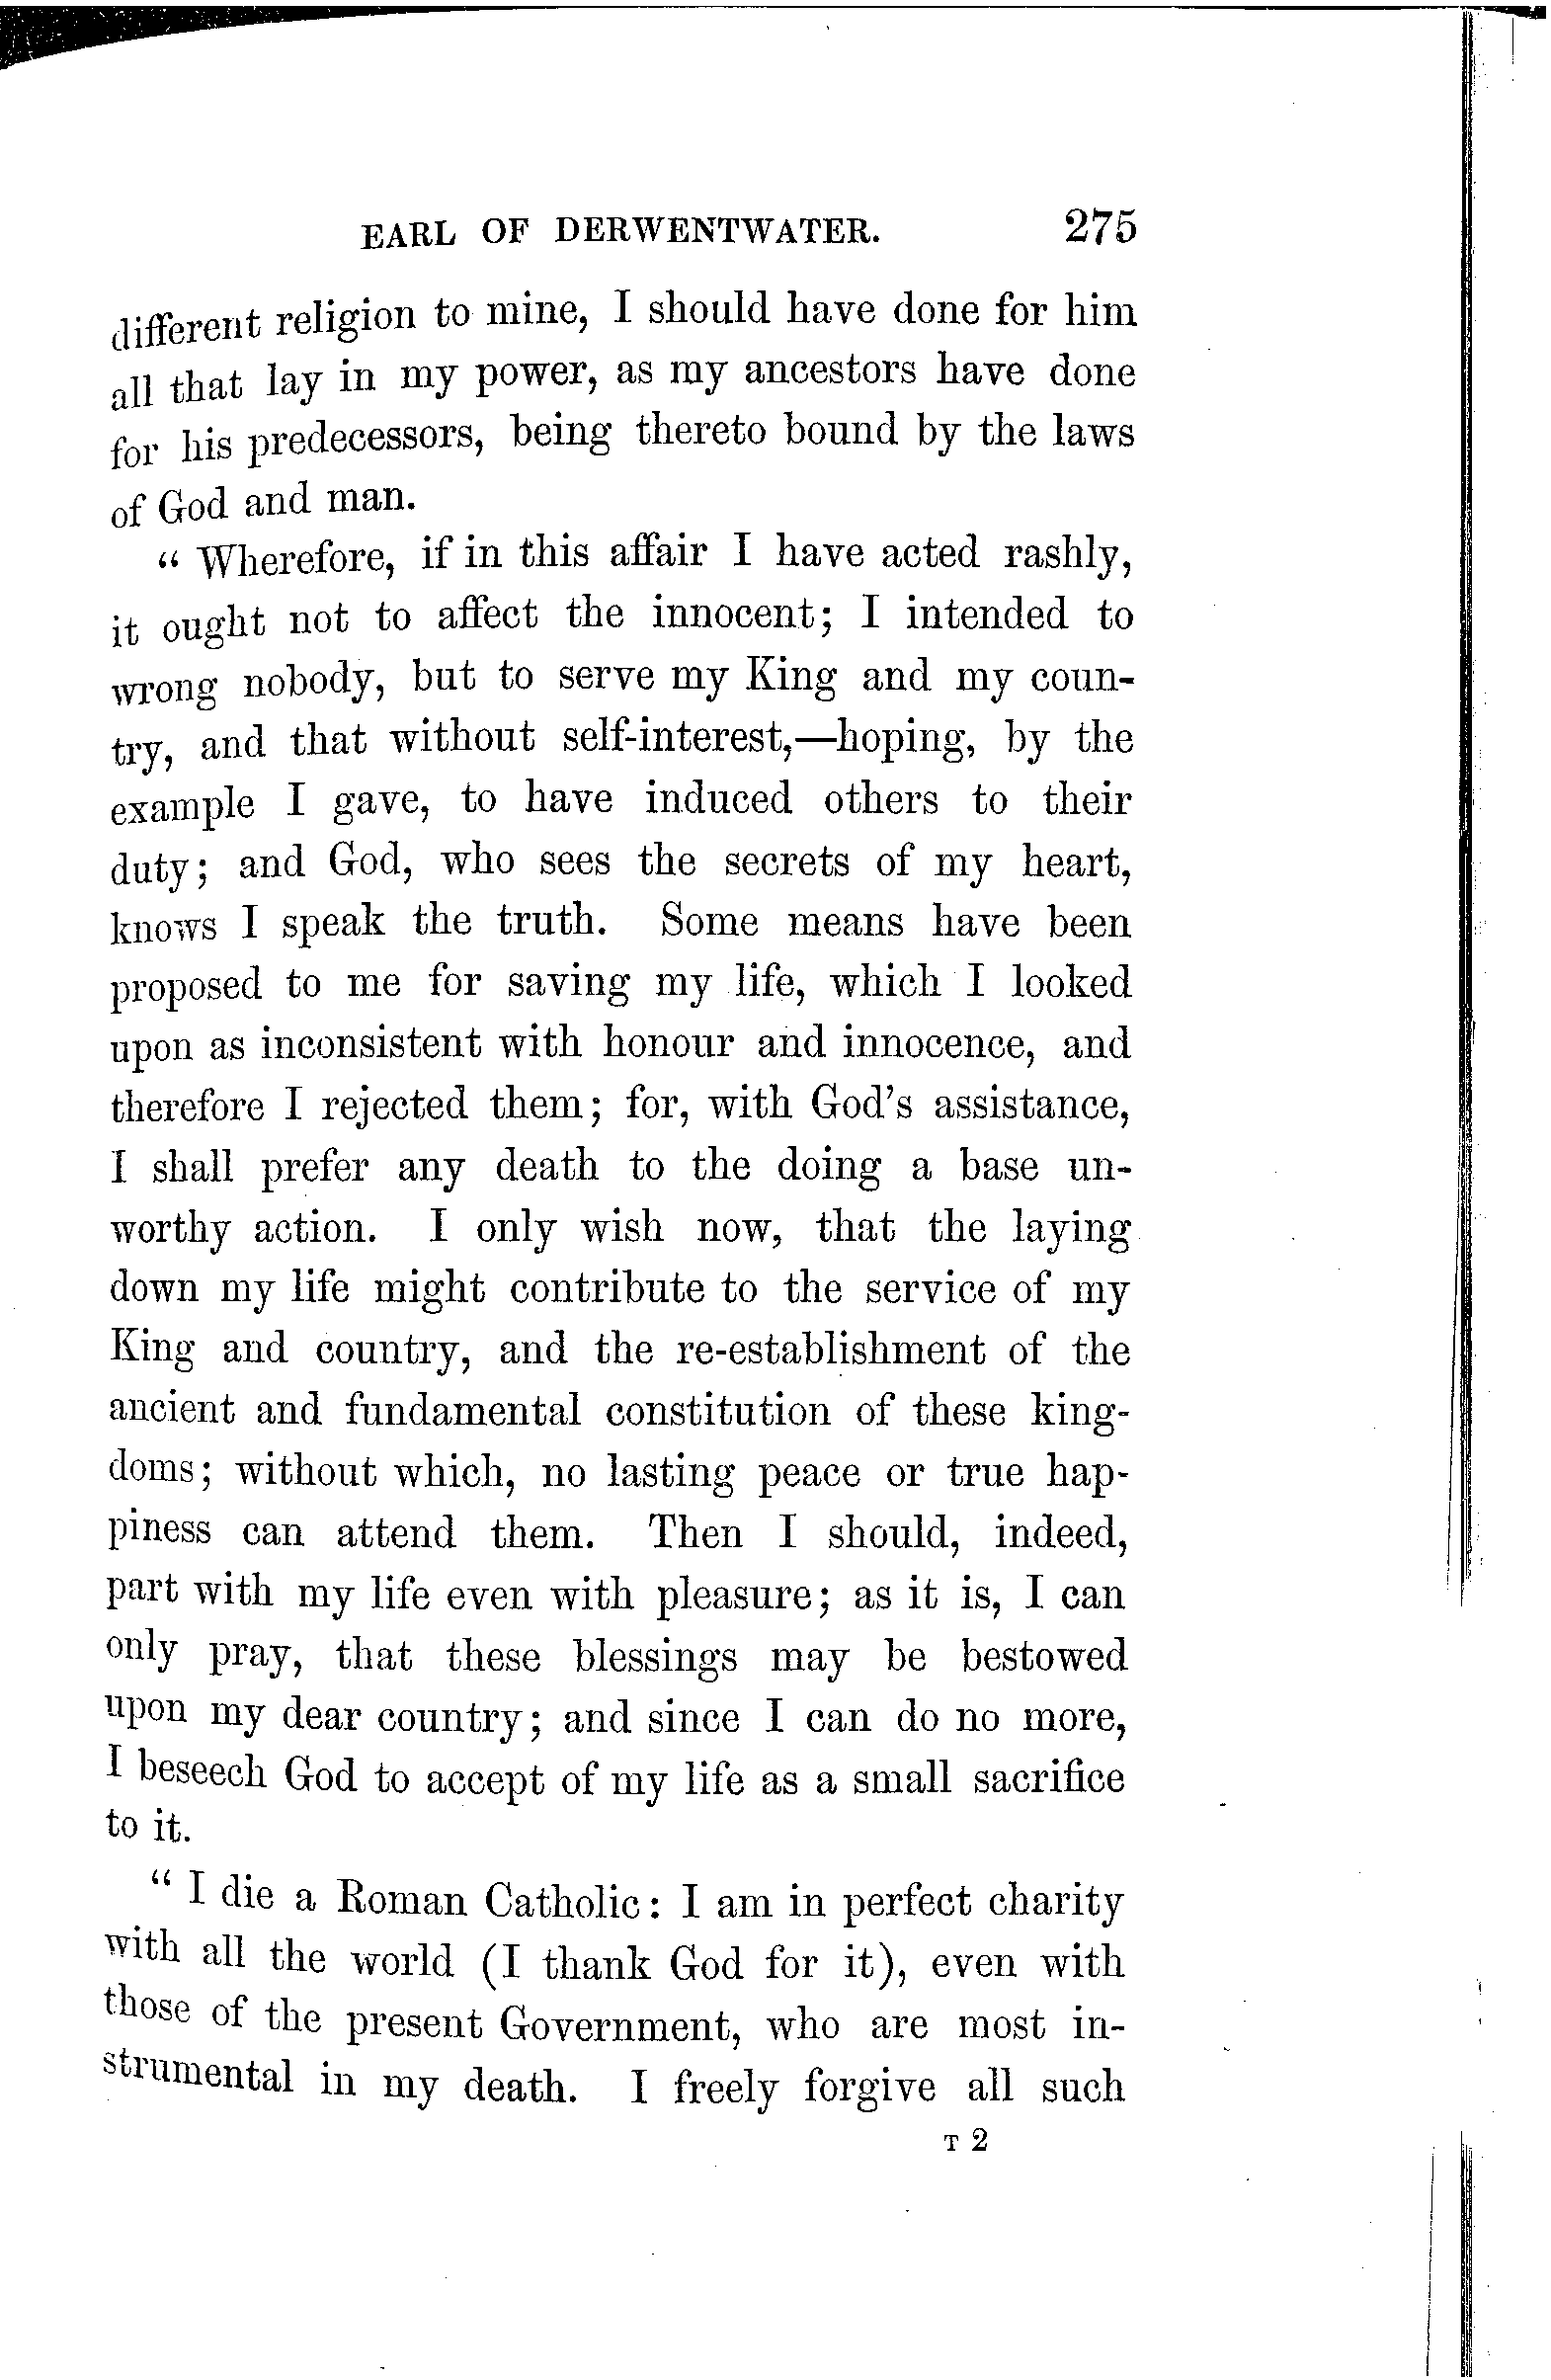 EARL OF DERWENTWATER. 275
different religion to mine, I should have done for him
all that lay in my power, as my ancestors have done
for his predecessors, being thereto bound by the laws
of God and man.
“ Wherefore, if in this affair I have acted rashly,
it ought not to affect the innocent; I intended to
wrong nobody, but to serve my King and my coun-
try, and that without self-interest,—hoping, by the
example I gave, to have induced others to their
duty; and God, who sees the secrets of my heart,
knows I speak the truth. Some means have been
proposed to me for saving my life, which I looked
upon as inconsistent with honour and innocence, and
therefore I rejected them; for, with God's assistance,
I shall prefer any death to the doing a base un-
worthy action. I only wish now, that the laying
down my life might contribute to the service of my
King and country, and the re-establishment of the
ancient and fundamental constitution of these king-
doms; without which, no lasting peace or true hap-
piness can attend them. Then I should, indeed,
part with my life even with pleasure; as it is, I can
only pray, that these blessings may be bestowed
upon my dear country; and since I can do no more,
I beseech God to accept of my life as a small sacrifice
to it.
“ I die a Roman Catholic: I am in perfect charity
with all the world (I thank God for it), even with
those of the present Government, who are most in-
strumental in my death. I freely forgive all such
T 2